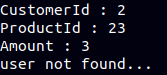 CustomerId : 2
ProductId : 23
Amount : 3
user not found...